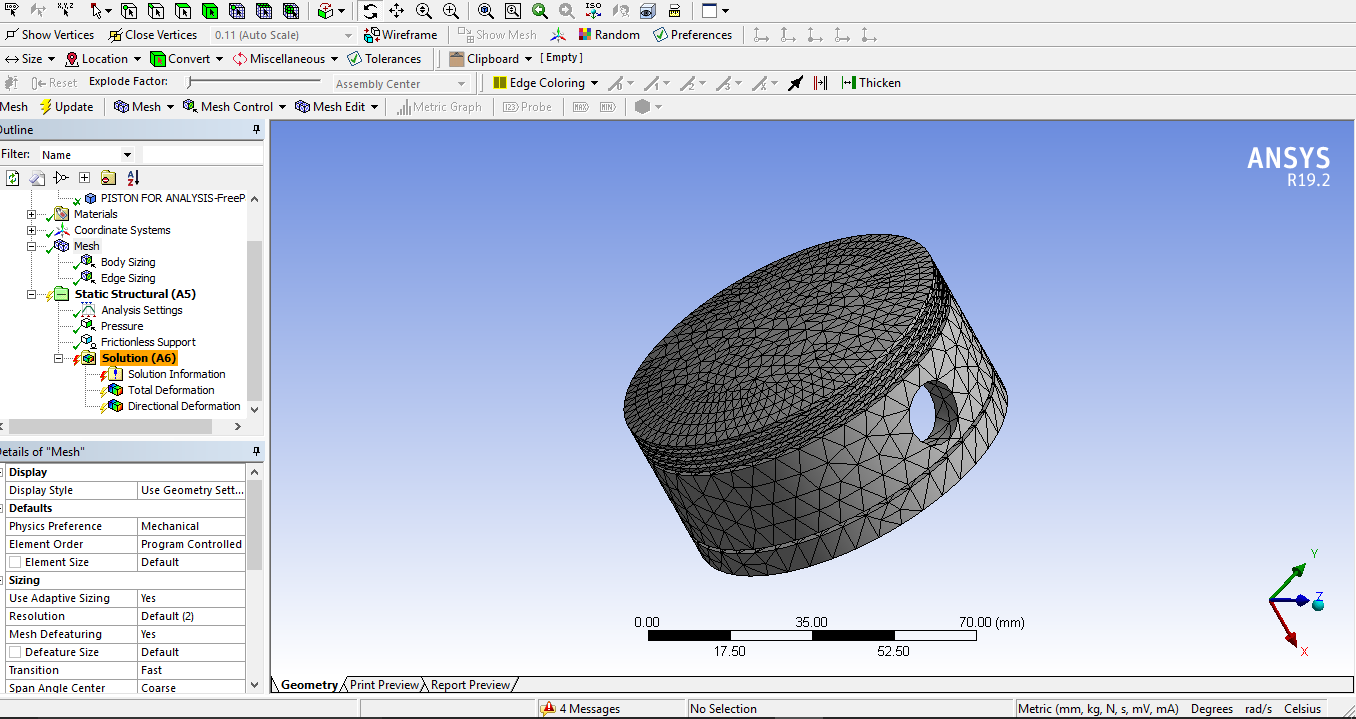 X,Y,Z
ISO
Show Vertices Close Vertices 0.11 (Auto Scale) Wireframe Show Mesh Random Preferences
Size Location Convert Miscellaneous Tolerances Clipboard [ Empty ]
Reset Explode Factor: Assembly Center Edge Coloring Thicken
Mesh Update Mesh Mesh Control Mesh Edit Metric Graph Probe MAX MIN
Outline
Filter: Name
PISTON FOR ANALYSIS-FreeP
Materials
Coordinate Systems
Mesh
Body Sizing
Edge Sizing
Static Structural (A5)
Analysis Settings
Pressure
Frictionless Support
Solution (A6)
Solution Information
Total Deformation
Directional Deformation
Details of "Mesh"
Display
Display Style Use Geometry Sett...
Defaults
Physics Preference Mechanical
Element Order Program Controlled
Element Size Default
Sizing
Use Adaptive Sizing Yes
Resolution Default (2)
Mesh Defeaturing Yes
Defeature Size Default
Transition Fast
Span Angle Center Coarse
ANSYS
R19.2
0.00 35.00 70.00 (mm)
17.50 52.50
Y
Z
X
Geometry Print Preview Report Preview
4 Messages No Selection Metric (mm, kg, N, s, mV, mA) Degrees rad/s Celsius